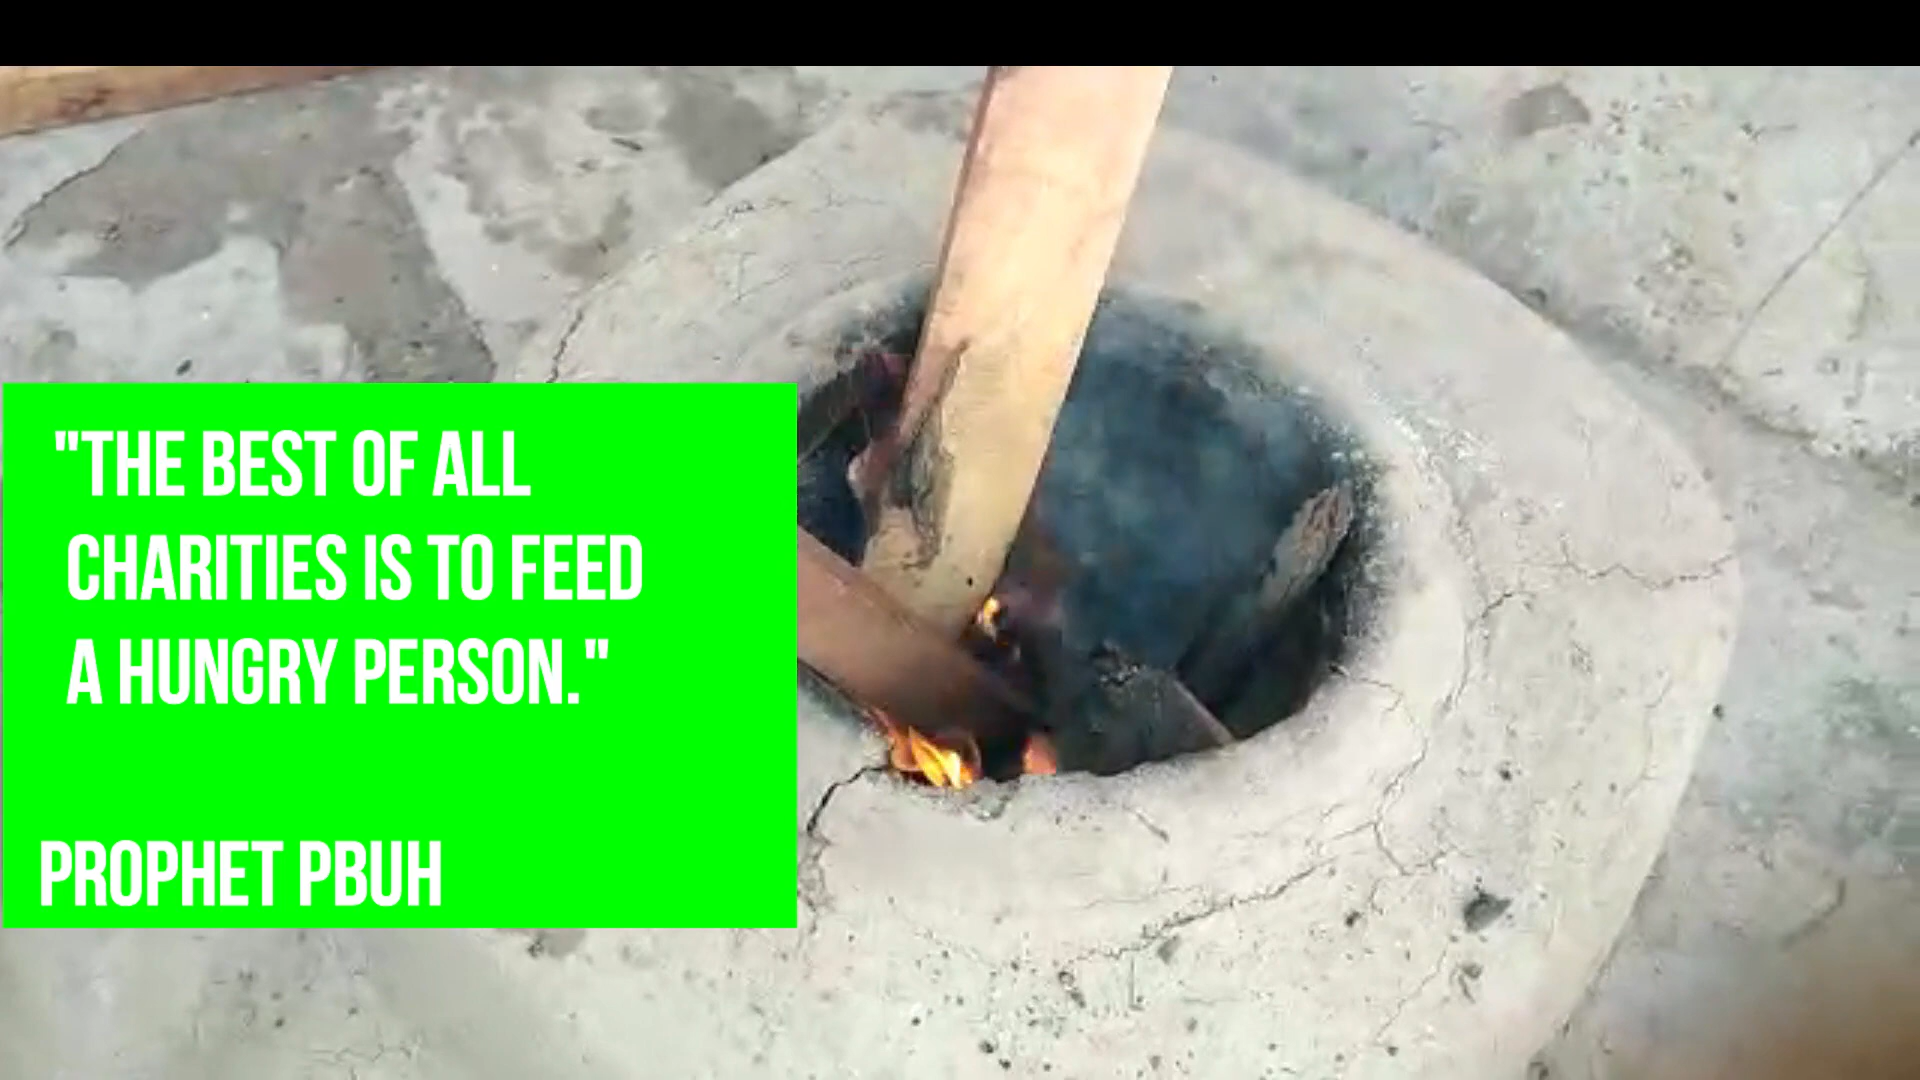 "THE BEST OF ALL
CHARITIES IS TO FEED
A HUNGRY PERSON."
PROPHET PBUH